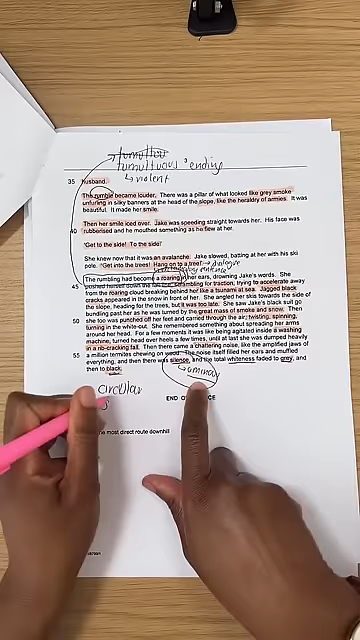 tumultuous 'ending
↳ violent
35 husband.
The rumble became louder. There was a pillar of what looked like grey smoke
unfurling in silky banners at the head of the slope, like the heraldry of armies. It was
beautiful. It made her smile.
Then her smile iced over. Jake was speeding straight towards her. His face was
40 rubberised and he mouthed something as he flew at her.
'Get to the side! To the side!'
She knew now that it was an avalanche. Jake slowed, batting at her with his ski
pole. 'Get into the trees! Hang on to a tree!' → dialogue
The rumbling had become a roaring in her ears, drowning Jake's words. She
45 pushed herself down the fall line, scrambling for traction, trying to accelerate away
from the roaring cloud breaking behind her like a tsunami at sea. Jagged black
cracks appeared in the snow in front of her. She angled her skis towards the side of
the slope, heading for the trees, but it was too late. She saw Jake's black suit go
bundling past her as he was turned by the great mass of smoke and snow. Then
50 she too was punched off her feet and carried through the air, twisting, spinning,
turning in the white-out. She remembered something about spreading her arms
around her head. For a few moments it was like being agitated inside a washing
machine, turned head over heels a few times, until at last she was dumped heavily
in a rib-cracking fall. Then there came a chattering noise, like the amplified jaws of
55 a million termites chewing on wood. The noise itself filled her ears and muffled
everything, and then there was silence, and the total whiteness faded to grey, and
then to black.
↳ ominous
circular
END OF
most direct route downhill